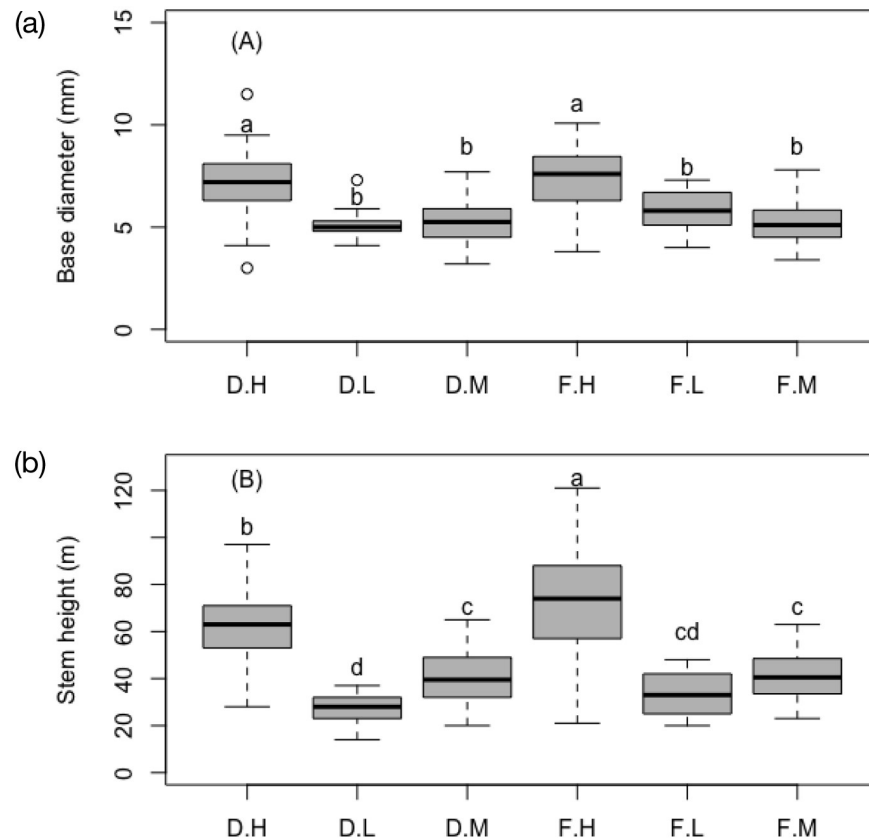 (a)
(A)
Base diameter (mm)
15
10
5
0
a
b
b
a
b
b
D.H D.L D.M F.H F.L F.M
(b)
(B)
Stem height (m)
120
80
60
40
20
0
b
d
c
a
cd
c
D.H D.L D.M F.H F.L F.M